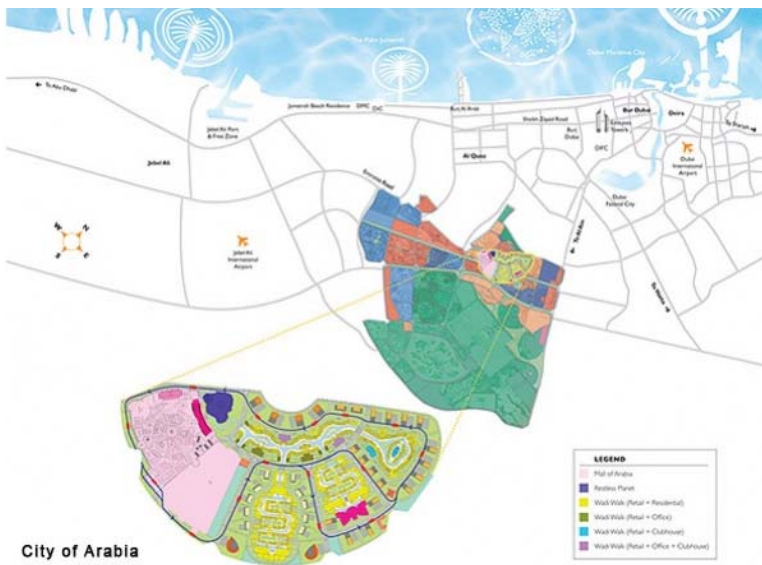 The Palm Jumeirah
Dubai Maritime City
To Abu Dhabi
Jumeirah Beach Residence
DMC
DIC
Burj Al Arab
Jebel Ali Port
& Free Zone
Sheikh Zayed Road
Bur Dubai
Deira
Emirates
Towers
To Sharjah
Burj
Dubai
DIFC
Jebel Ali
Al Quoz
Dubai
International
Airport
Emirates Road
Dubai
Festival City
W
N
S
E
Jebel Ali
International
Airport
To Al Ain
To Hatta
LEGEND
Mall of Arabia
Restless Planet
Wadi Walk (Retail + Residential)
Wadi Walk (Retail + Office)
Wadi Walk (Retail + Clubhouse)
Wadi Walk (Retail + Office + Clubhouse)
City of Arabia